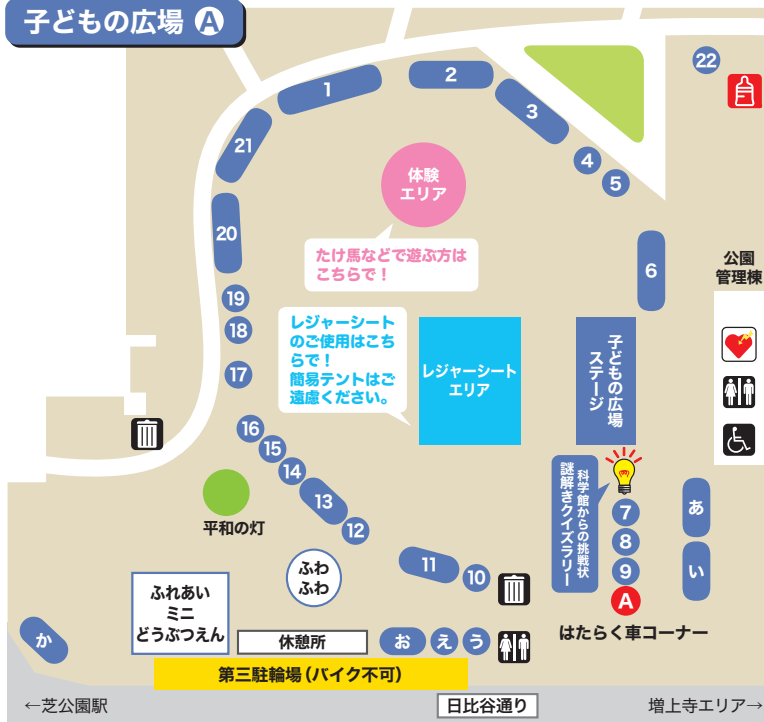 子どもの広場 A
1
2
3
4
5
22
21
体験
エリア
20
6
たけ馬などで遊ぶ方は
こちらで！
公園
管理棟
19
18
17
レジャーシート
のご使用はこち
らで！
簡易テントはご
遠慮ください。
レジャーシート
エリア
子どもの広場
ステージ
16
15
14
13
12
平和の灯
科学館からの挑戦状
謎解きクイズラリー
7
8
9
A
はたらく車コーナー
あ
い
ふわ
ふわ
11
10
ふれあい
ミニ
どうぶつえん
か
休憩所
お
え
う
第三駐輪場（バイク不可）
←芝公園駅
日比谷通り
増上寺エリア→